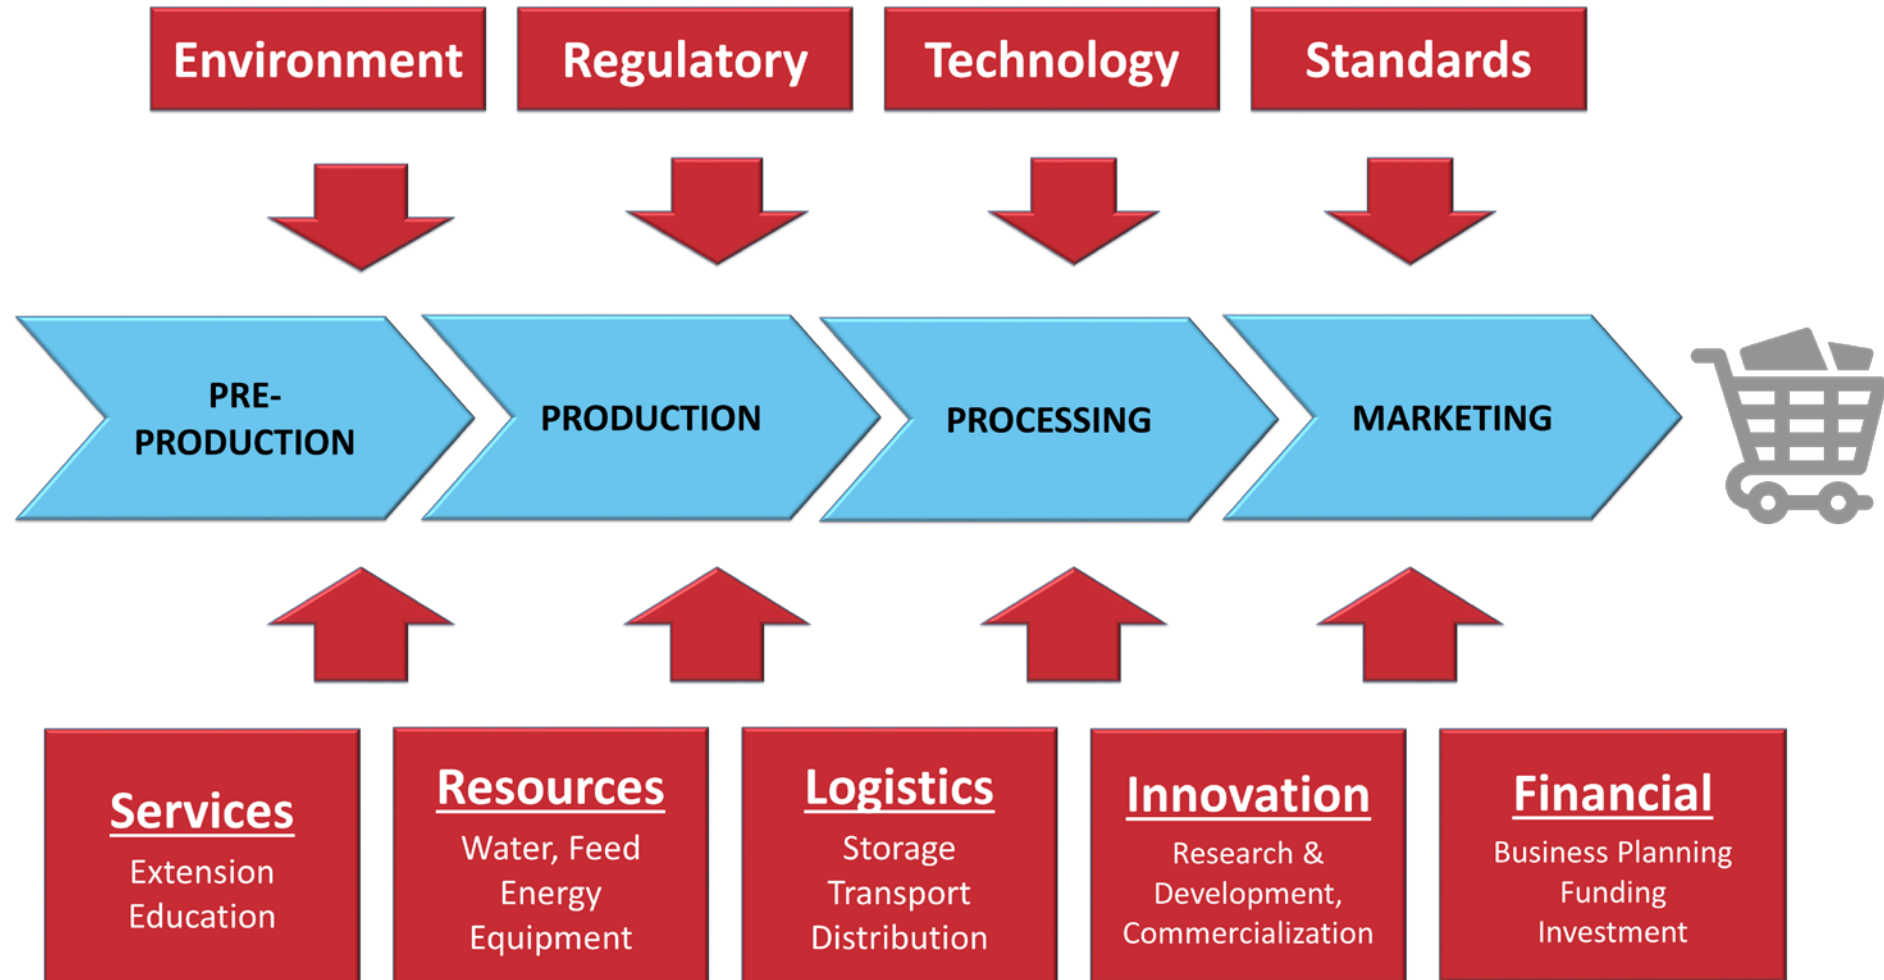 Environment
Regulatory
Technology
Standards
PRE-
PRODUCTION
PRODUCTION
PROCESSING
MARKETING
Services
Extension
Education
Resources
Water, Feed
Energy
Equipment
Logistics
Storage
Transport
Distribution
Innovation
Research &
Development,
Commercialization
Financial
Business Planning
Funding
Investment